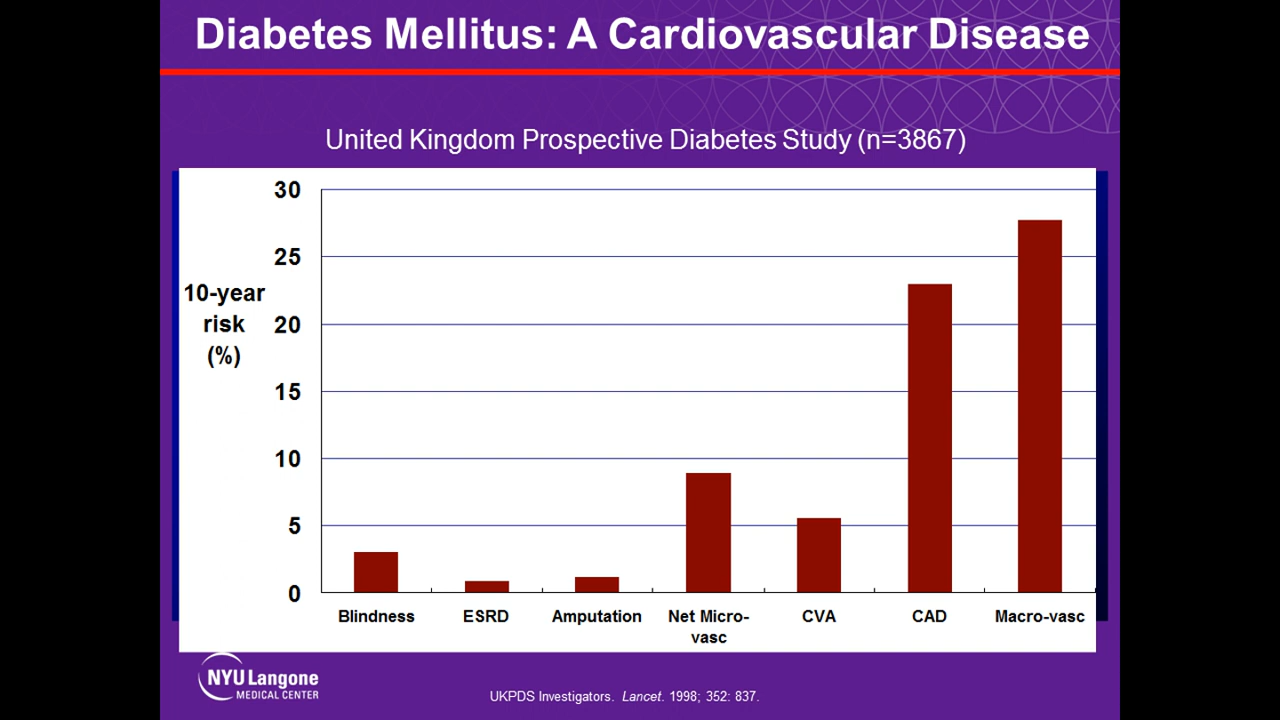 Diabetes Mellitus: A Cardiovascular Disease
United Kingdom Prospective Diabetes Study (n=3867)
30
25
20
15
10
5
0
10-year
risk
(%)
Blindness ESRD Amputation Net Micro- CVA CAD Macro-vasc
vasc
NYU Langone
MEDICAL CENTER
UKPDS Investigators. Lancet. 1998; 352: 837.